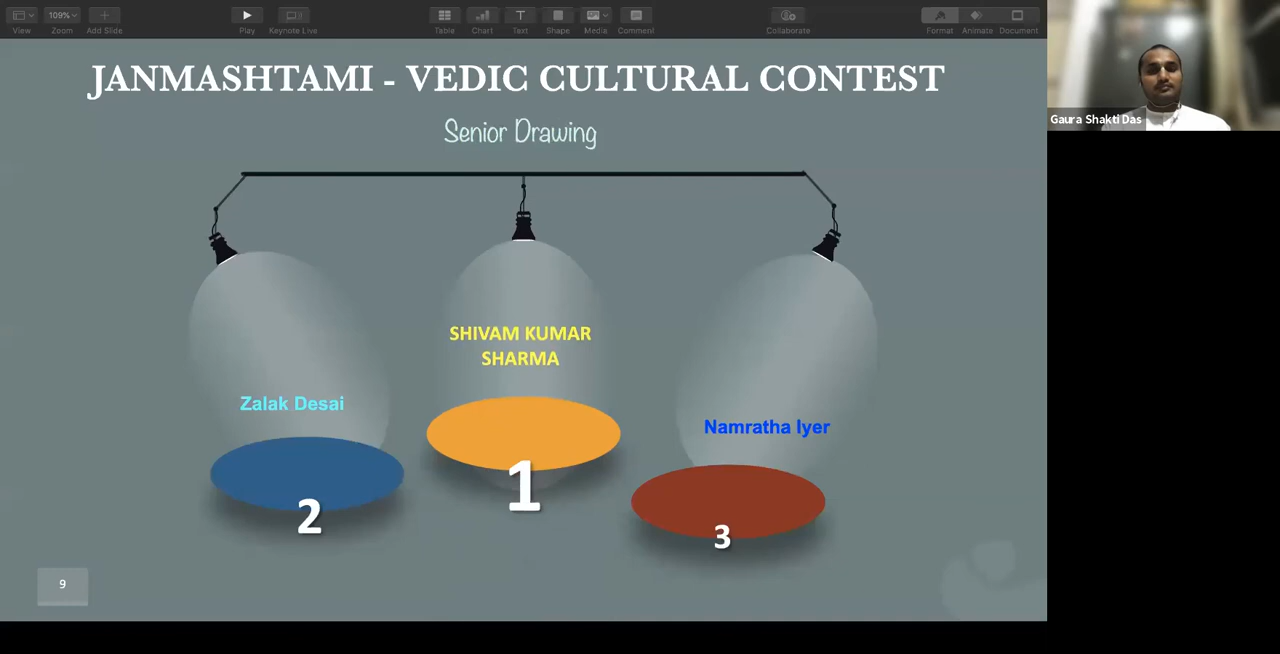 109%
View
Zoom
Add Slide
Play
Keynote Live
Table
Chart
Text
Shape
Media
Comment
Collaborate
Format
Animate
Document
JANMASHTAMI - VEDIC CULTURAL CONTEST
Gaura Shakti Das
Senior Drawing
SHIVAM KUMAR
SHARMA
Zalak Desai
Namratha Iyer
1
2
3
9